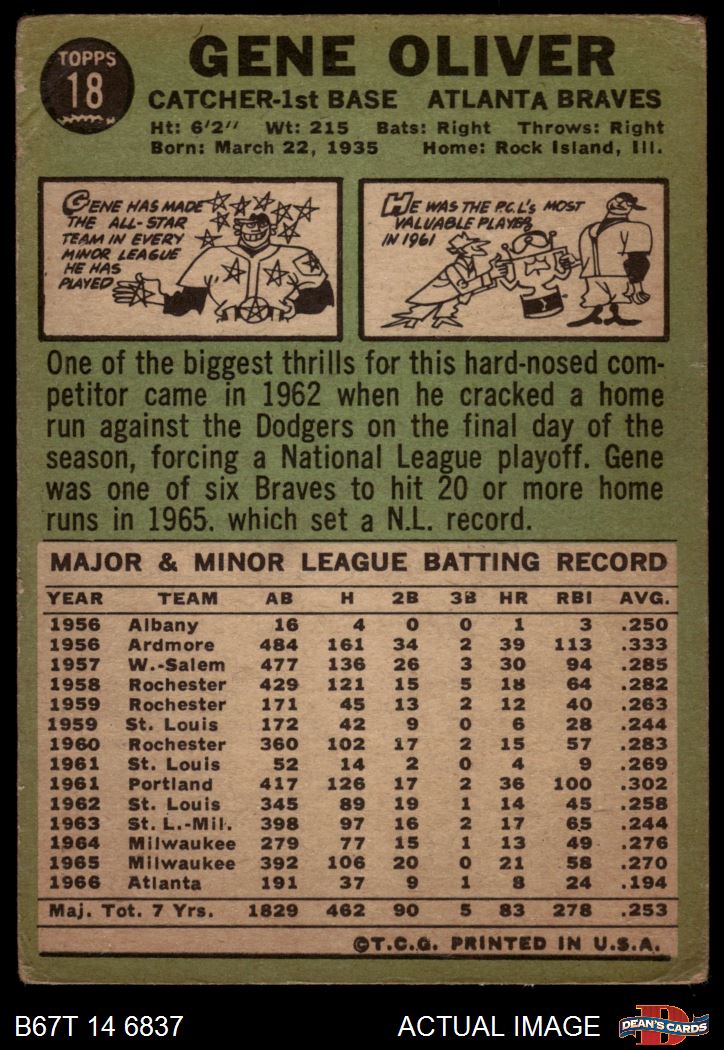 TOPPS
18
GENE OLIVER
CATCHER-1st BASE ATLANTA BRAVES
Ht: 6'2" Wt: 215 Bats: Right Throws: Right
Born: March 22, 1935 Home: Rock Island, Ill.
GENE HAS MADE
THE ALL-STAR
TEAM IN EVERY
MINOR LEAGUE
HE HAS
PLAYED
HE WAS THE P.C.L's MOST
VALUABLE PLAYER
IN 1961
One of the biggest thrills for this hard-nosed com-
petitor came in 1962 when he cracked a home
run against the Dodgers on the final day of the
season, forcing a National League playoff. Gene
was one of six Braves to hit 20 or more home
runs in 1965. which set a N.L. record.
MAJOR & MINOR LEAGUE BATTING RECORD
YEAR TEAM AB H 2B 3B HR RBI AVG.
1956 Albany 16 4 0 0 1 3 .250
1956 Ardmore 484 161 34 2 39 113 .333
1957 W.-Salem 477 136 26 3 30 94 .285
1958 Rochester 429 121 15 5 18 64 .282
1959 Rochester 171 45 13 2 12 40 .263
1959 St. Louis 172 42 9 0 6 28 .244
1960 Rochester 360 102 17 2 15 57 .283
1961 St. Louis 52 14 2 0 4 9 .269
1961 Portland 417 126 17 2 36 100 .302
1962 St. Louis 345 89 19 1 14 45 .258
1963 St. L.-Mil. 398 97 16 2 17 65 .244
1964 Milwaukee 279 77 15 1 13 49 .276
1965 Milwaukee 392 106 20 0 21 58 .270
1966 Atlanta 191 37 9 1 8 24 .194
Maj. Tot. 7 Yrs. 1829 462 90 5 83 278 .253
©T.C.G. PRINTED IN U.S.A.
B67T 14 6837 ACTUAL IMAGE
D
DEAN'S CARDS